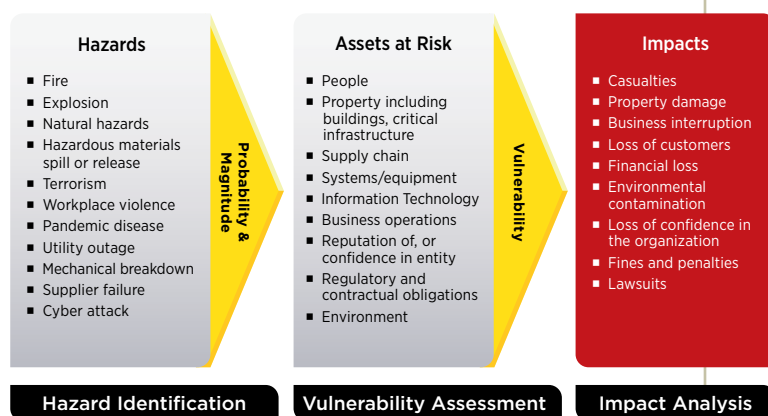 Hazards
■ Fire
■ Explosion
■ Natural hazards
■ Hazardous materials
spill or release
■ Terrorism
■ Workplace violence
■ Pandemic disease
■ Utility outage
■ Mechanical breakdown
■ Supplier failure
■ Cyber attack
Probability &
Magnitude
Assets at Risk
■ People
■ Property including
buildings, critical
infrastructure
■ Supply chain
■ Systems/equipment
■ Information Technology
■ Business operations
■ Reputation of, or
confidence in entity
■ Regulatory and
contractual obligations
■ Environment
Vulnerability
Impacts
■ Casualties
■ Property damage
■ Business interruption
■ Loss of customers
■ Financial loss
■ Environmental
contamination
■ Loss of confidence in
the organization
■ Fines and penalties
■ Lawsuits
Hazard Identification
Vulnerability Assessment
Impact Analysis